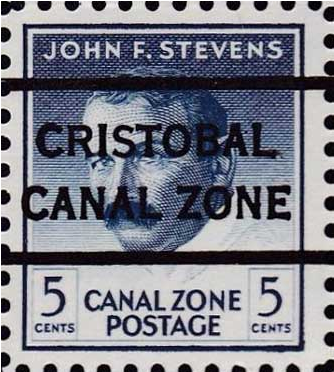 JOHN F. STEVENS
CRISTOBAL
CANAL ZONE
5 CENTS
CANAL ZONE
POSTAGE
5 CENTS